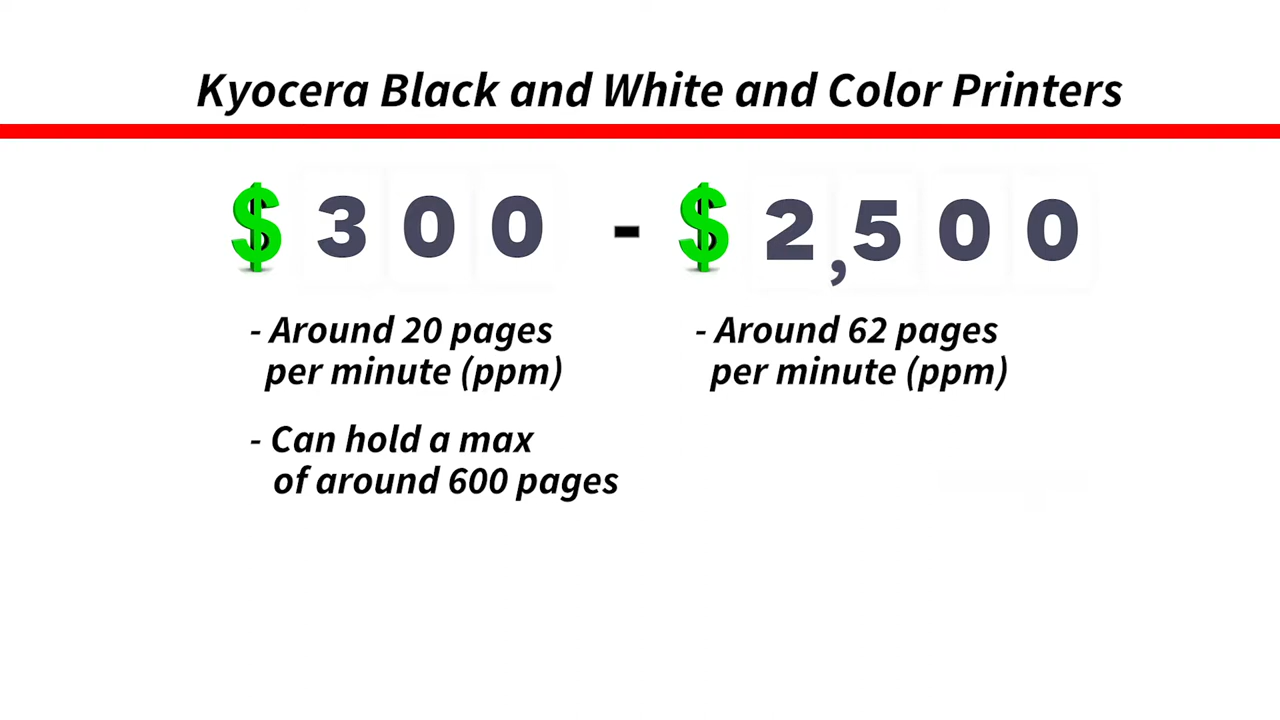 Kyocera Black and White and Color Printers
$ 300 - $ 2,500
- Around 20 pages
per minute (ppm)
- Can hold a max
of around 600 pages
- Around 62 pages
per minute (ppm)